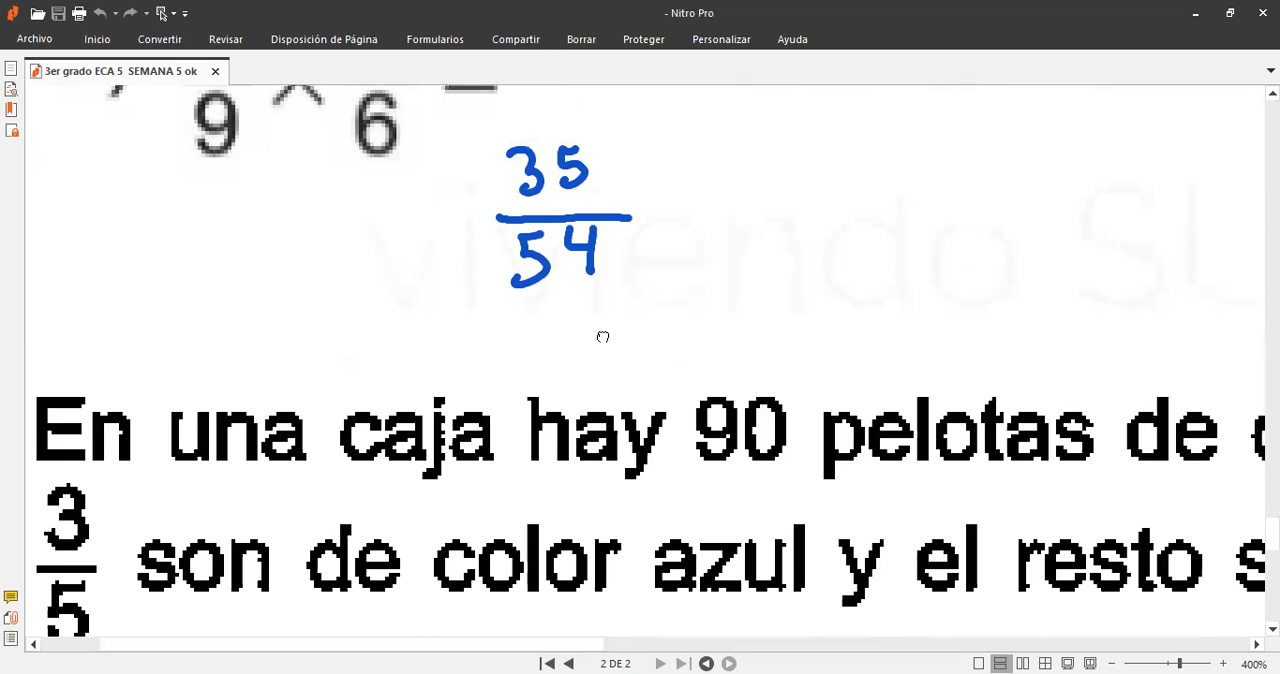 - Nitro Pro
Archivo Inicio Convertir Revisar Disposición de Página Formularios Compartir Borrar Proteger Personalizar Ayuda
3er grado ECA 5 SEMANA 5 ok
9 6
35
54
viviendo
En una caja hay 90 pelotas de
3
5
son de color azul y el resto
2 DE 2
400%